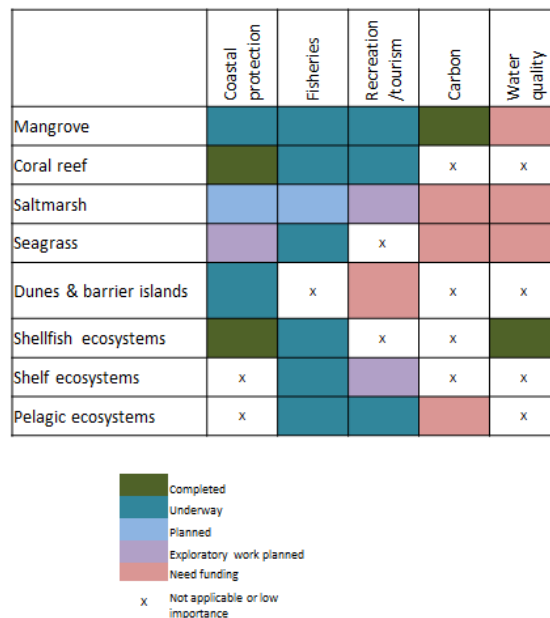 Coastal
protection
Fisheries
Recreation
/tourism
Carbon
Water
quality
Mangrove
Coral reef
x
x
Saltmarsh
Seagrass
x
Dunes & barrier islands
x
x
x
Shellfish ecosystems
x
x
Shelf ecosystems
x
x
x
Pelagic ecosystems
x
x
Completed
Underway
Planned
Exploratory work planned
Need funding
x
Not applicable or low
importance